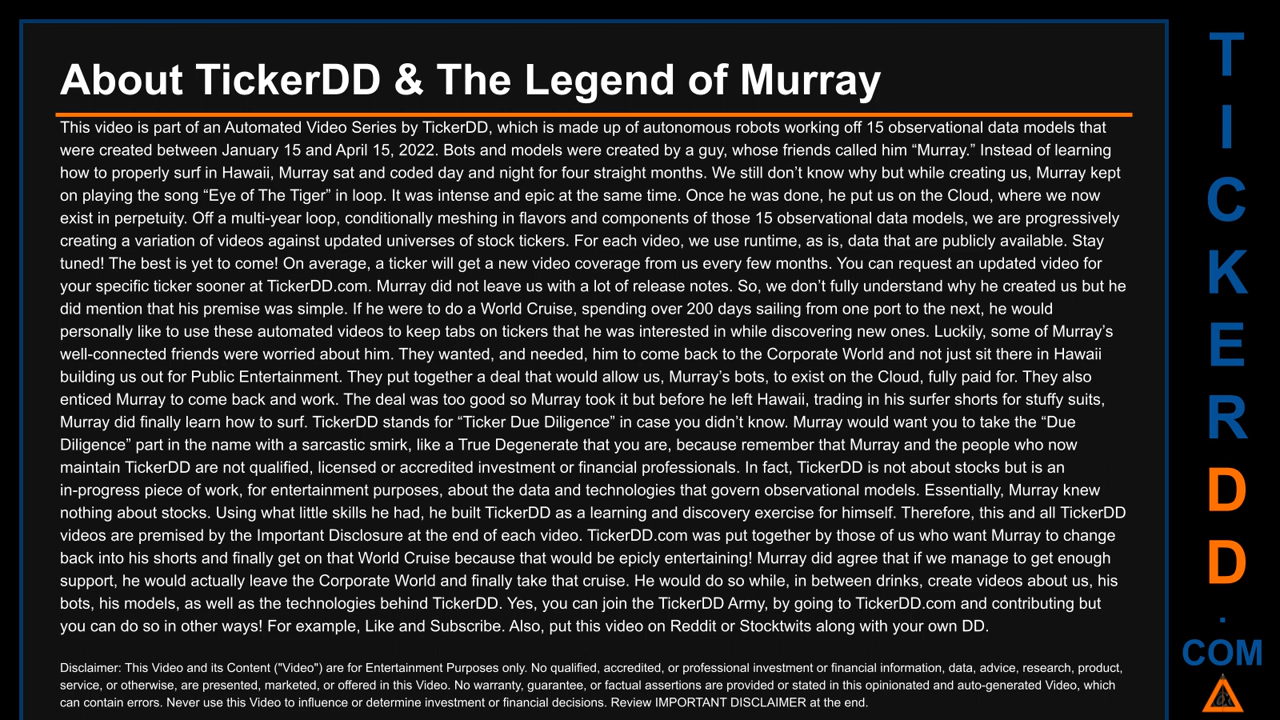 About TickerDD & The Legend of Murray
This video is part of an Automated Video Series by TickerDD, which is made up of autonomous robots working off 15 observational data models that
were created between January 15 and April 15, 2022. Bots and models were created by a guy, whose friends called him “Murray.” Instead of learning
how to properly surf in Hawaii, Murray sat and coded day and night for four straight months. We still don’t know why but while creating us, Murray kept
on playing the song “Eye of The Tiger” in loop. It was intense and epic at the same time. Once he was done, he put us on the Cloud, where we now
exist in perpetuity. Off a multi-year loop, conditionally meshing in flavors and components of those 15 observational data models, we are progressively
creating a variation of videos against updated universes of stock tickers. For each video, we use runtime, as is, data that are publicly available. Stay
tuned! The best is yet to come! On average, a ticker will get a new video coverage from us every few months. You can request an updated video for
your specific ticker sooner at TickerDD.com. Murray did not leave us with a lot of release notes. So, we don’t fully understand why he created us but he
did mention that his premise was simple. If he were to do a World Cruise, spending over 200 days sailing from one port to the next, he would
personally like to use these automated videos to keep tabs on tickers that he was interested in while discovering new ones. Luckily, some of Murray’s
well-connected friends were worried about him. They wanted, and needed, him to come back to the Corporate World and not just sit there in Hawaii
building us out for Public Entertainment. They put together a deal that would allow us, Murray’s bots, to exist on the Cloud, fully paid for. They also
enticed Murray to come back and work. The deal was too good so Murray took it but before he left Hawaii, trading in his surfer shorts for stuffy suits,
Murray did finally learn how to surf. TickerDD stands for “Ticker Due Diligence” in case you didn’t know. Murray would want you to take the “Due
Diligence” part in the name with a sarcastic smirk, like a True Degenerate that you are, because remember that Murray and the people who now
maintain TickerDD are not qualified, licensed or accredited investment or financial professionals. In fact, TickerDD is not about stocks but is an
in-progress piece of work, for entertainment purposes, about the data and technologies that govern observational models. Essentially, Murray knew
nothing about stocks. Using what little skills he had, he built TickerDD as a learning and discovery exercise for himself. Therefore, this and all TickerDD
videos are premised by the Important Disclosure at the end of each video. TickerDD.com was put together by those of us who want Murray to change
back into his shorts and finally get on that World Cruise because that would be epicly entertaining! Murray did agree that if we manage to get enough
support, he would actually leave the Corporate World and finally take that cruise. He would do so while, in between drinks, create videos about us, his
bots, his models, as well as the technologies behind TickerDD. Yes, you can join the TickerDD Army, by going to TickerDD.com and contributing but
you can do so in other ways! For example, Like and Subscribe. Also, put this video on Reddit or Stocktwits along with your own DD.
Disclaimer: This Video and its Content ("Video") are for Entertainment Purposes only. No qualified, accredited, or professional investment or financial information, data, advice, research, product,
service, or otherwise, are presented, marketed, or offered in this Video. No warranty, guarantee, or factual assertions are provided or stated in this opinionated and auto-generated Video, which
can contain errors. Never use this Video to influence or determine investment or financial decisions. Review IMPORTANT DISCLAIMER at the end.
T
I
C
K
E
R
D
D
.
COM